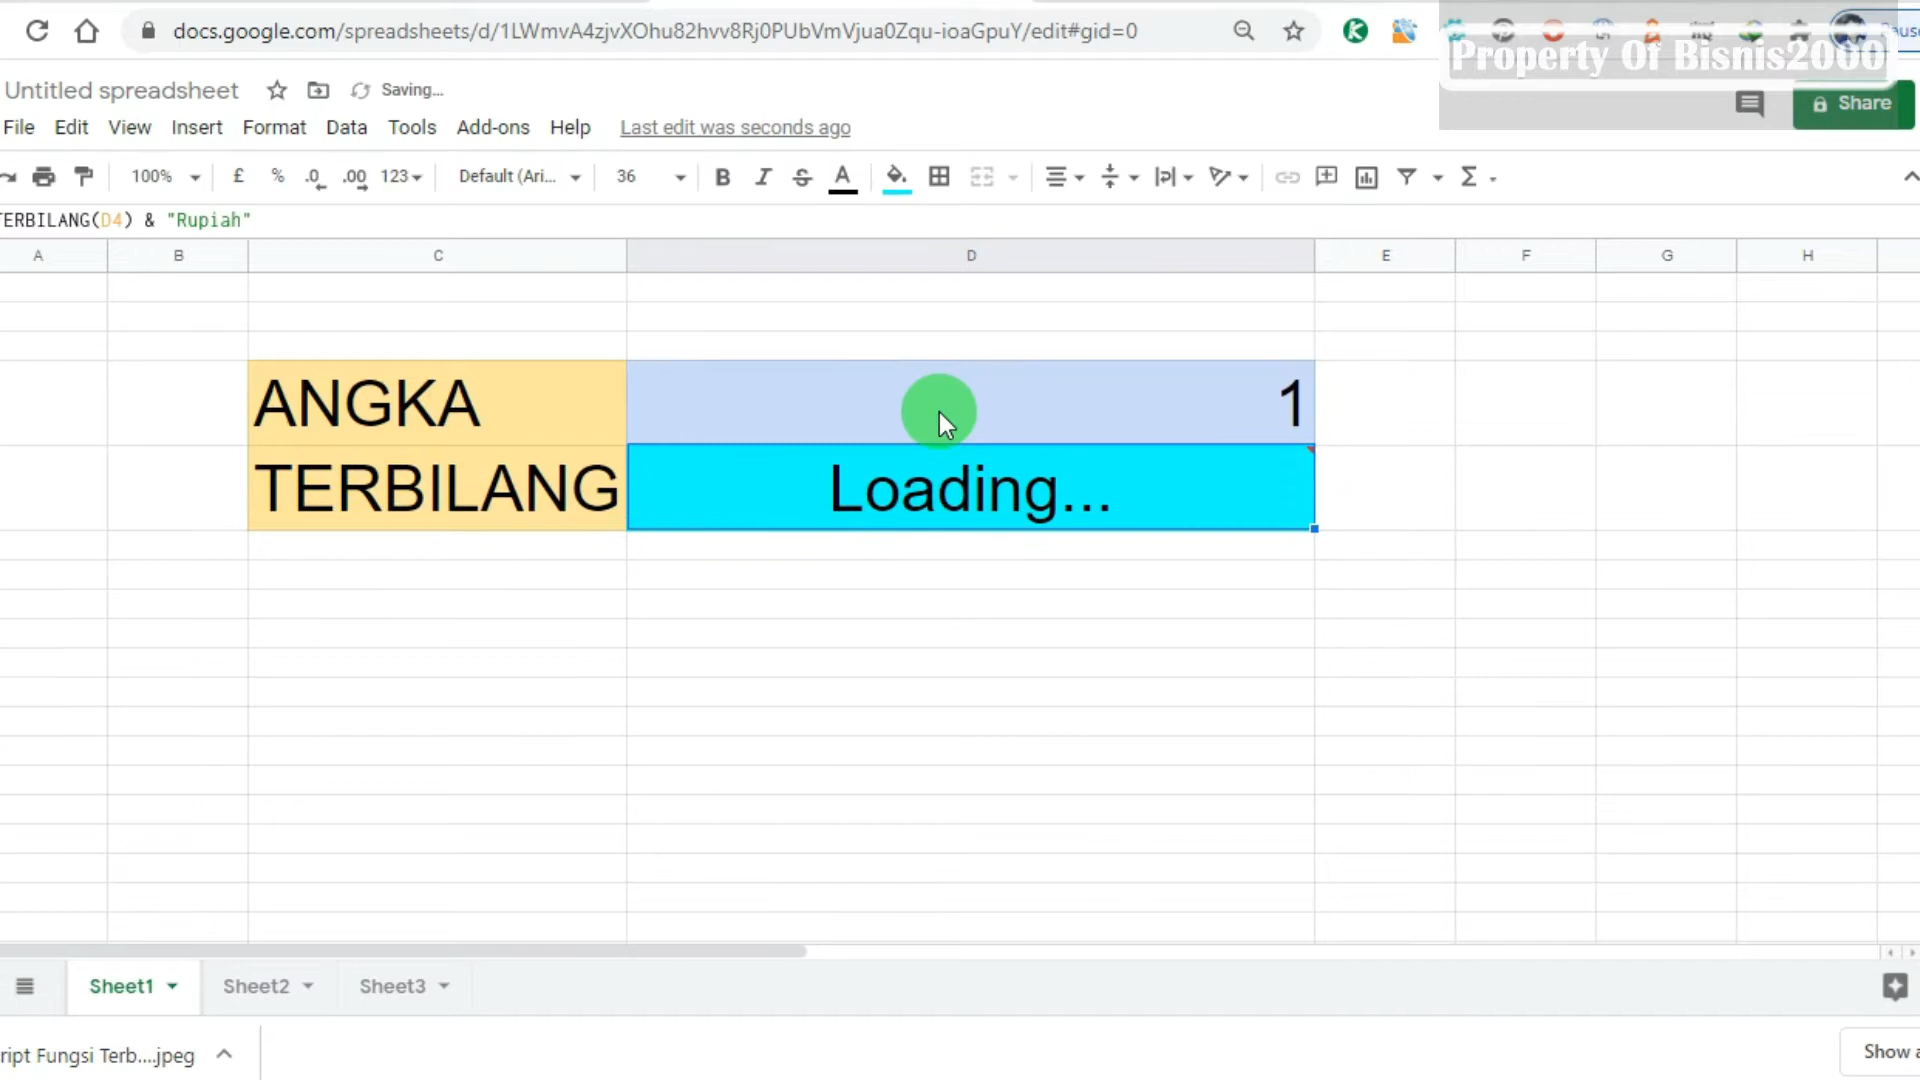 docs.google.com/spreadsheets/d/1LWmvA4zjvXOhu82hvv8Rj0PUbVmVjua0Zqu-ioaGpuY/edit#gid=0
Property Of Bisnis2000
Untitled spreadsheet Saving...
Share
File Edit View Insert Format Data Tools Add-ons Help Last edit was seconds ago
100% £ % .0 .00 123 Default (Ari... 36 B I S A Σ
TERBILANG(D4) & "Rupiah"
A B C D E F G H
ANGKA 1
TERBILANG Loading...
Sheet1 Sheet2 Sheet3
ript Fungsi Terb....jpeg
Show a